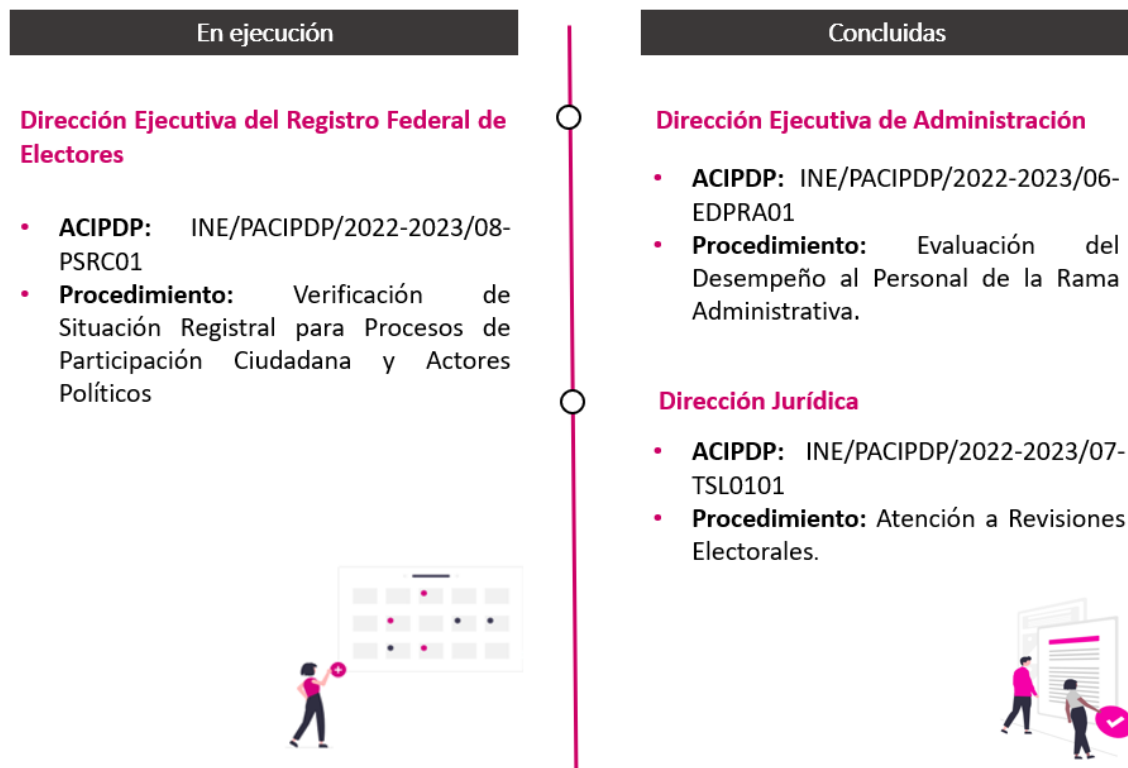 En ejecución
Dirección Ejecutiva del Registro Federal de
Electores
• ACIPDP: INE/PACIPDP/2022-2023/08-
PSRC01
• Procedimiento: Verificación de
Situación Registral para Procesos de
Participación Ciudadana y Actores
Políticos
Concluidas
Dirección Ejecutiva de Administración
• ACIPDP: INE/PACIPDP/2022-2023/06-
EDPRA01
• Procedimiento: Evaluación del
Desempeño al Personal de la Rama
Administrativa.
Dirección Jurídica
• ACIPDP: INE/PACIPDP/2022-2023/07-
TSL0101
• Procedimiento: Atención a Revisiones
Electorales.